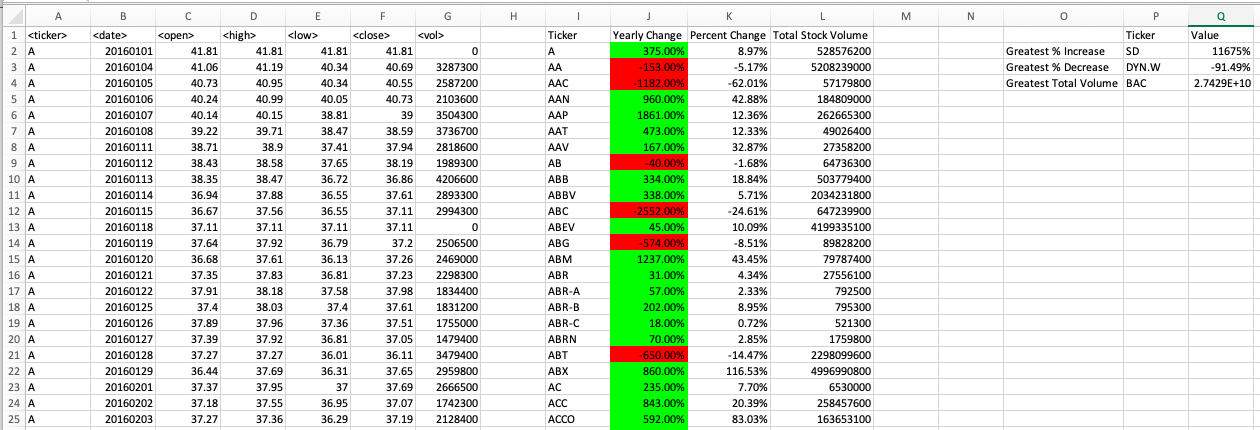 A B C D E F G H I J K L M N O P Q
1 <ticker> <date> <open> <high> <low> <close> <vol> Ticker Yearly Change Percent Change Total Stock Volume Ticker Value
2 A 20160101 41.81 41.81 41.81 41.81 0 A 375.00% 8.97% 528576200 Greatest % Increase SD 11675%
3 A 20160104 41.06 41.19 40.34 40.69 3287300 AA -153.00% -5.17% 5208239000 Greatest % Decrease DYN.W -91.49%
4 A 20160105 40.73 40.95 40.34 40.55 2587200 AAC -1182.00% -62.01% 57179800 Greatest Total Volume BAC 2.7429E+10
5 A 20160106 40.24 40.99 40.05 40.73 2103600 AAN 960.00% 42.88% 184809000
6 A 20160107 40.14 40.15 38.81 39 3504300 AAP 1861.00% 12.36% 262665300
7 A 20160108 39.22 39.71 38.47 38.59 3736700 AAT 473.00% 12.33% 49026400
8 A 20160111 38.71 38.9 37.41 37.94 2818600 AAV 167.00% 32.87% 27358200
9 A 20160112 38.43 38.58 37.65 38.19 1989300 AB -40.00% -1.68% 64736300
10 A 20160113 38.35 38.47 36.72 36.86 4206600 ABB 334.00% 18.84% 503779400
11 A 20160114 36.94 37.88 36.55 37.61 2893300 ABBV 338.00% 5.71% 2034231800
12 A 20160115 36.67 37.56 36.55 37.11 2994300 ABC -2552.00% -24.61% 647239900
13 A 20160118 37.11 37.11 37.11 37.11 0 ABEV 45.00% 10.09% 4199335100
14 A 20160119 37.64 37.92 36.79 37.2 2506500 ABG -574.00% -8.51% 89828200
15 A 20160120 36.68 37.61 36.13 37.26 2469000 ABM 1237.00% 43.45% 79787400
16 A 20160121 37.35 37.83 36.81 37.23 2298300 ABR 31.00% 4.34% 27556100
17 A 20160122 37.91 38.18 37.58 37.98 1834400 ABR-A 57.00% 2.33% 792500
18 A 20160125 37.4 38.03 37.4 37.61 1831200 ABR-B 202.00% 8.95% 795300
19 A 20160126 37.89 37.96 37.36 37.51 1755000 ABR-C 18.00% 0.72% 521300
20 A 20160127 37.39 37.92 36.81 37.05 1479400 ABRN 70.00% 2.85% 1759800
21 A 20160128 37.27 37.27 36.01 36.11 3479400 ABT -650.00% -14.47% 2298099600
22 A 20160129 36.44 37.69 36.31 37.65 2959800 ABX 860.00% 116.53% 4996990800
23 A 20160201 37.37 37.95 37 37.69 2666500 AC 235.00% 7.70% 6530000
24 A 20160202 37.18 37.55 36.95 37.07 1742300 ACC 843.00% 20.39% 258457600
25 A 20160203 37.27 37.36 36.29 37.19 2128400 ACCO 592.00% 83.03% 163653100